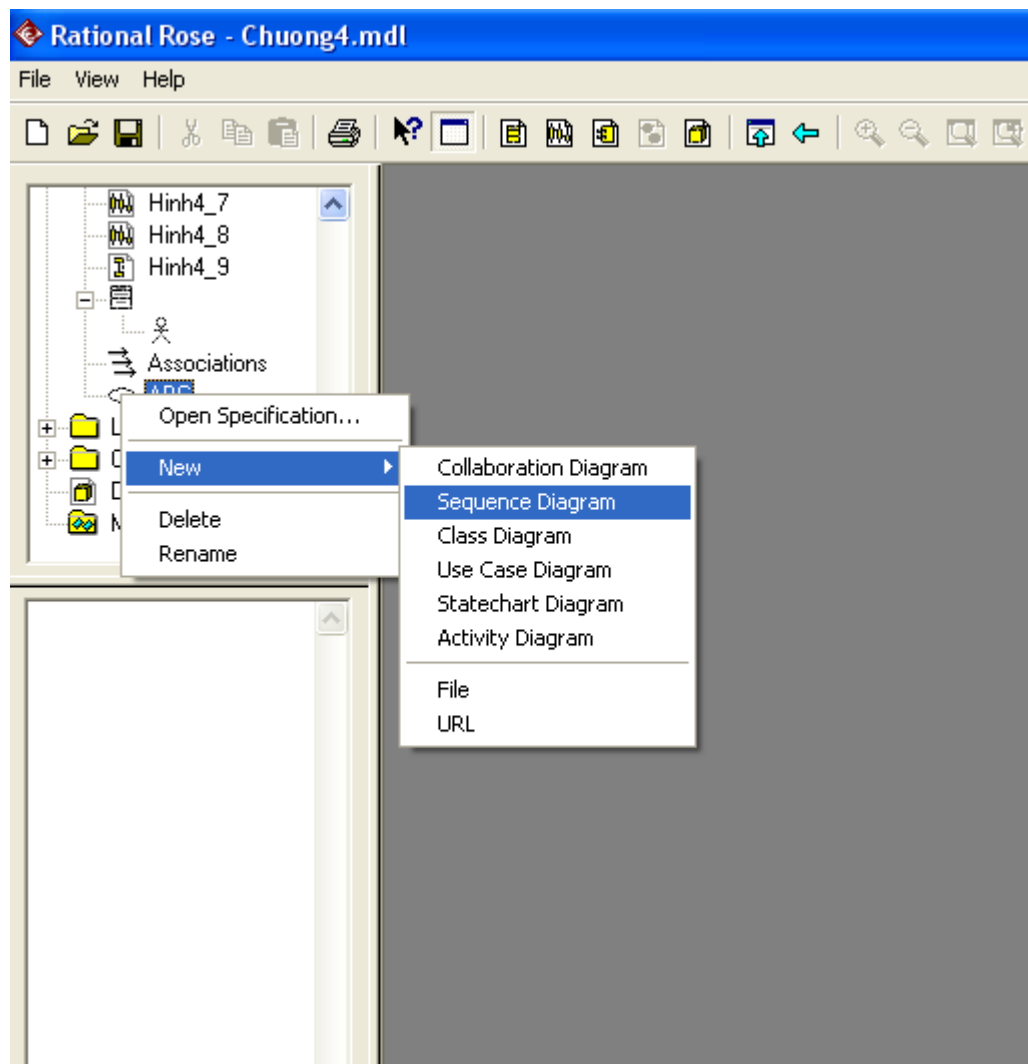 Rational Rose - Chuong4.mdl
File View Help
Hinh4_7
Hinh4_8
Hinh4_9
Associations
Open Specification...
New
Delete
Rename
Collaboration Diagram
Sequence Diagram
Class Diagram
Use Case Diagram
Statechart Diagram
Activity Diagram
File
URL